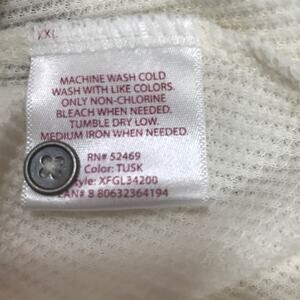 XXL
MACHINE WASH COLD
WASH WITH LIKE COLORS.
ONLY NON-CHLORINE
BLEACH WHEN NEEDED.
TUMBLE DRY LOW.
MEDIUM IRON WHEN NEEDED.
RN# 52469
Color: TUSK
Style: XFGL34200
EAN# 8 80632364194